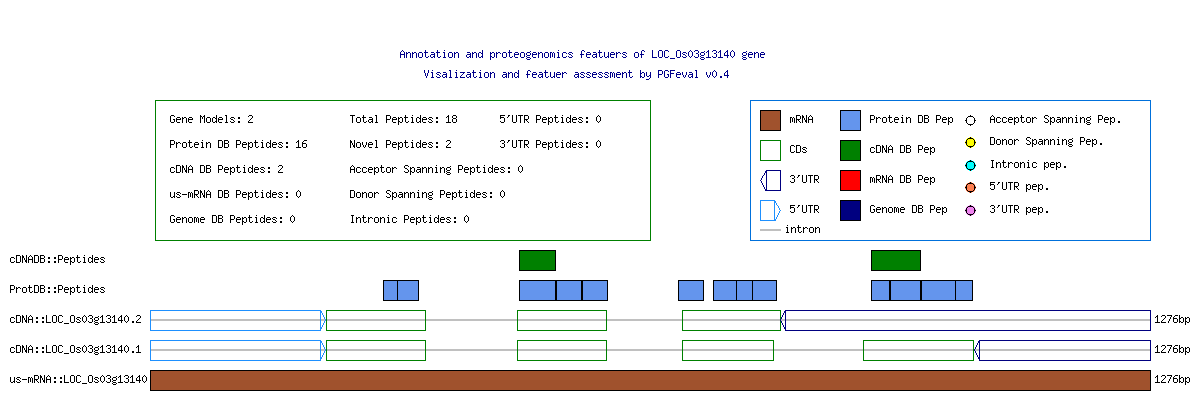 Annotation and proteogenomics featuers of LOC_Os03g13140 gene
Visalization and featuer assessment by PGFeval v0.4
Gene Models: 2 Total Peptides: 18 5'UTR Peptides: 0
Protein DB Peptides: 16 Novel Peptides: 2 3'UTR Peptides: 0
cDNA DB Peptides: 2 Acceptor Spanning Peptides: 0
us-mRNA DB Peptides: 0 Donor Spanning Peptides: 0
Genome DB Peptides: 0 Intronic Peptides: 0
mRNA Protein DB Pep Acceptor Spanning Pep.
CDs cDNA DB Pep Donor Spanning Pep.
3'UTR mRNA DB Pep Intronic pep.
5'UTR Genome DB Pep 5'UTR pep.
intron 3'UTR pep.
cDNADB::Peptides
ProtDB::Peptides
cDNA::LOC_Os03g13140.2 1276bp
cDNA::LOC_Os03g13140.1 1276bp
us-mRNA::LOC_Os03g13140 1276bp